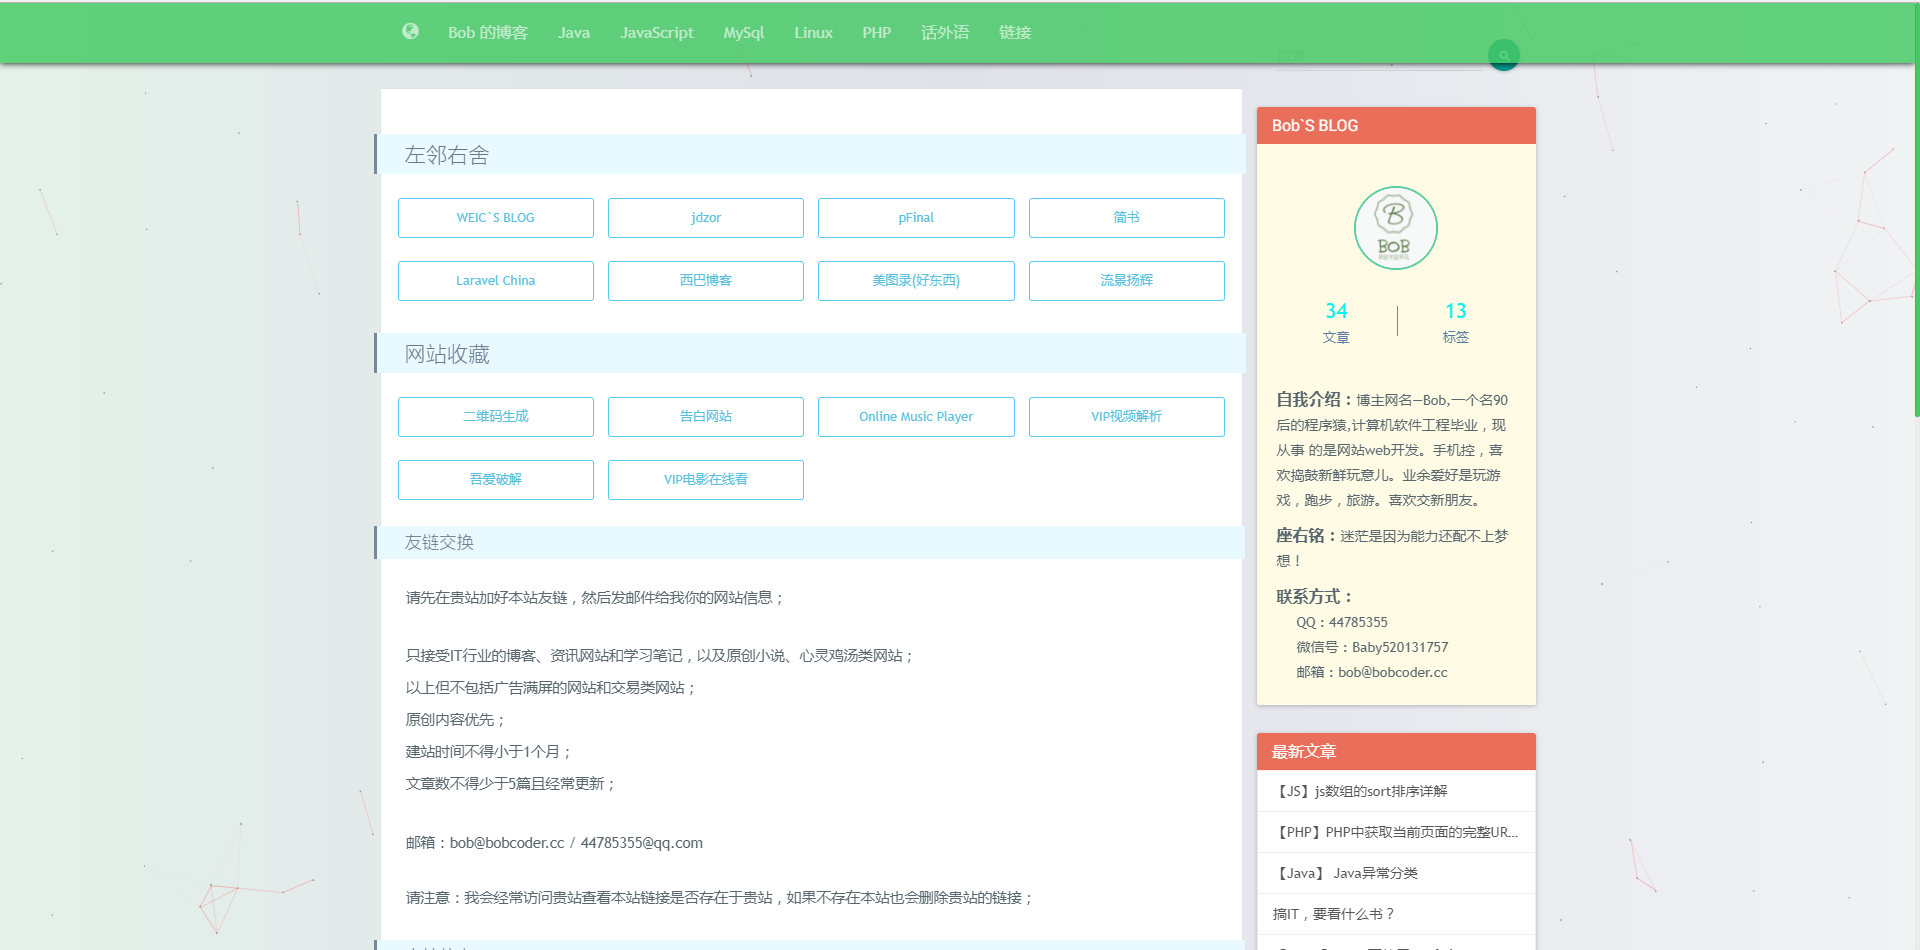 Bob 的博客 Java JavaScript MySql Linux PHP 话外语 链接
左邻右舍
WEIC`S BLOG jdzor pFinal 简书
Laravel China 西巴博客 美图录(好东西) 流景扬辉
网站收藏
二维码生成 告白网站 Online Music Player VIP视频解析
吾爱破解 VIP电影在线看
友链交换
请先在贵站加好本站友链，然后发邮件给我你的网站信息；
只接受IT行业的博客、资讯网站和学习笔记，以及原创小说、心灵鸡汤类网站；
以上但不包括广告满屏的网站和交易类网站；
原创内容优先；
建站时间不得小于1个月；
文章数不得少于5篇且经常更新；
邮箱：bob@bobcoder.cc / 44785355@qq.com
请注意：我会经常访问贵站查看本站链接是否存在于贵站，如果不存在本站也会删除贵站的链接；
Bob`S BLOG
B
BOB
34 13
文章 标签
自我介绍：博主网名—Bob,一个名90
后的程序猿,计算机软件工程毕业，现
从事 的是网站web开发。手机控，喜
欢捣鼓新鲜玩意儿。业余爱好是玩游
戏，跑步，旅游。喜欢交新朋友。
座右铭：迷茫是因为能力还配不上梦
想！
联系方式：
QQ：44785355
微信号：Baby520131757
邮箱：bob@bobcoder.cc
最新文章
【JS】js数组的sort排序详解
【PHP】PHP中获取当前页面的完整UR...
【Java】 Java异常分类
搞IT，要看什么书？